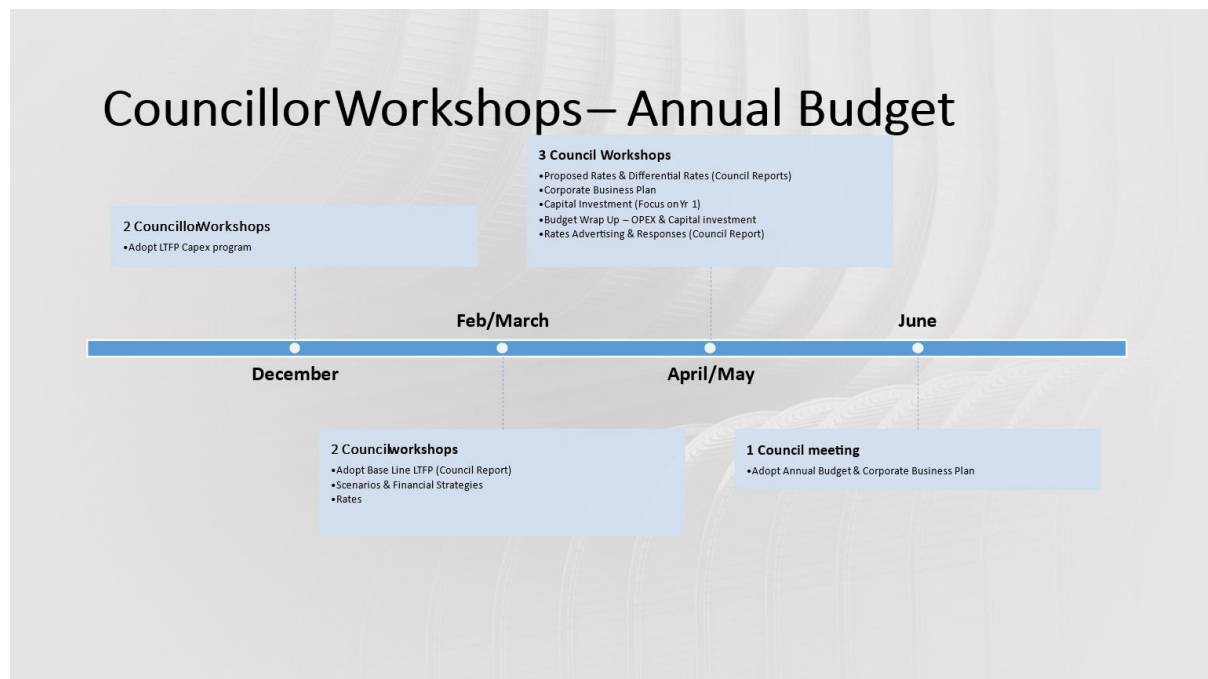 Councillor Workshops – Annual Budget
3 Council Workshops
•Proposed Rates & Differential Rates (Council Reports)
•Corporate Business Plan
•Capital Investment (Focus on Yr 1)
•Budget Wrap Up – OPEX & Capital investment
•Rates Advertising & Responses (Council Report)
2 Councillor Workshops
•Adopt LTFP Capex program
Feb/March
June
December
April/May
2 Council workshops
•Adopt Base Line LTFP (Council Report)
•Scenarios & Financial Strategies
•Rates
1 Council meeting
•Adopt Annual Budget & Corporate Business Plan